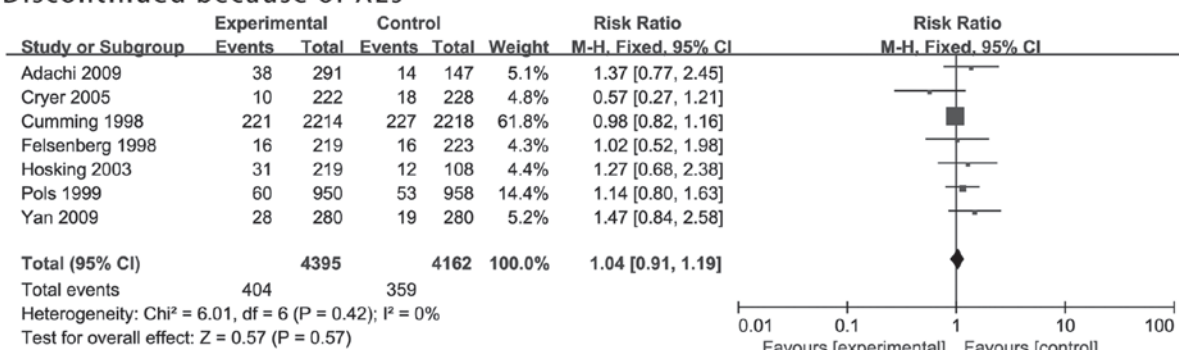 Discontinued because of AEs
Experimental Control Risk Ratio Risk Ratio
Study or Subgroup Events Total Events Total Weight M-H, Fixed, 95% CI M-H, Fixed, 95% CI
Adachi 2009 38 291 14 147 5.1% 1.37 [0.77, 2.45]
Cryer 2005 10 222 18 228 4.8% 0.57 [0.27, 1.21]
Cumming 1998 221 2214 227 2218 61.8% 0.98 [0.82, 1.16]
Felsenberg 1998 16 219 16 223 4.3% 1.02 [0.52, 1.98]
Hosking 2003 31 219 12 108 4.4% 1.27 [0.68, 2.38]
Pols 1999 60 950 53 958 14.4% 1.14 [0.80, 1.63]
Yan 2009 28 280 19 280 5.2% 1.47 [0.84, 2.58]
Total (95% CI) 4395 4162 100.0% 1.04 [0.91, 1.19]
Total events 404 359
Heterogeneity: Chi² = 6.01, df = 6 (P = 0.42); I² = 0%
Test for overall effect: Z = 0.57 (P = 0.57)
0.01 0.1 1 10 100
Favours [experimental] Favours [control]